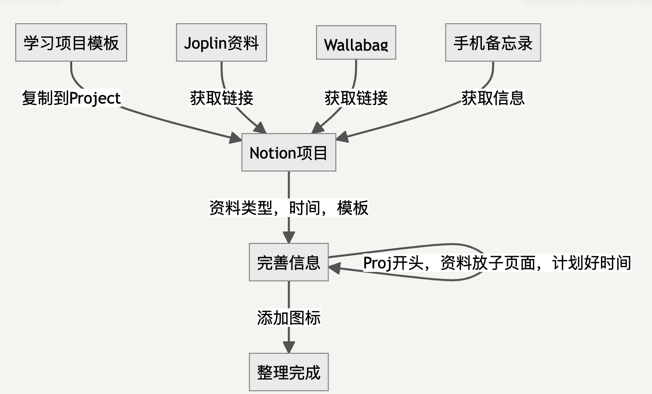 学习项目模板
Joplin资料
Wallabag
手机备忘录
复制到Project
获取链接
获取链接
获取信息
Notion项目
资料类型，时间，模板
完善信息
Proj开头，资料放子页面，计划好时间
添加图标
整理完成